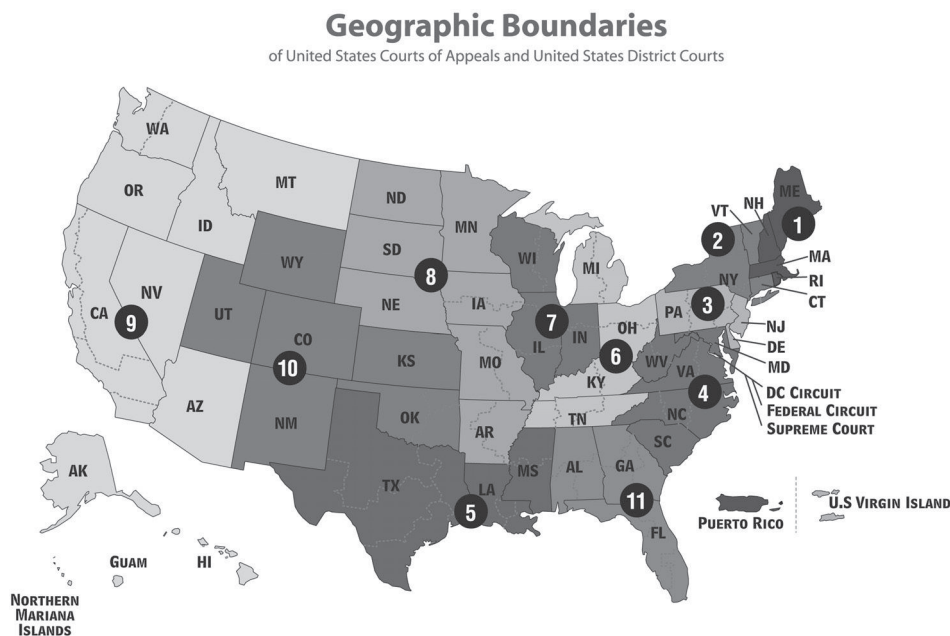 Geographic Boundaries
of United States Courts of Appeals and United States District Courts
WA
OR
ID
MT
ND
SD
NE
MN
IA
WI
MI
WY
NV
CA
9
UT
CO
10
AZ
NM
KS
OK
TX
MO
AR
LA
5
MS
AL
GA
11
FL
8
7
IL
IN
OH
6
KY
TN
WV
VA
4
NC
SC
PA
3
NY
2
VT
NH
ME
1
MA
RI
CT
NJ
DE
MD
DC CIRCUIT
FEDERAL CIRCUIT
SUPREME COURT
AK
HI
GUAM
NORTHERN
MARIANA
ISLANDS
PUERTO RICO
U.S VIRGIN ISLAND